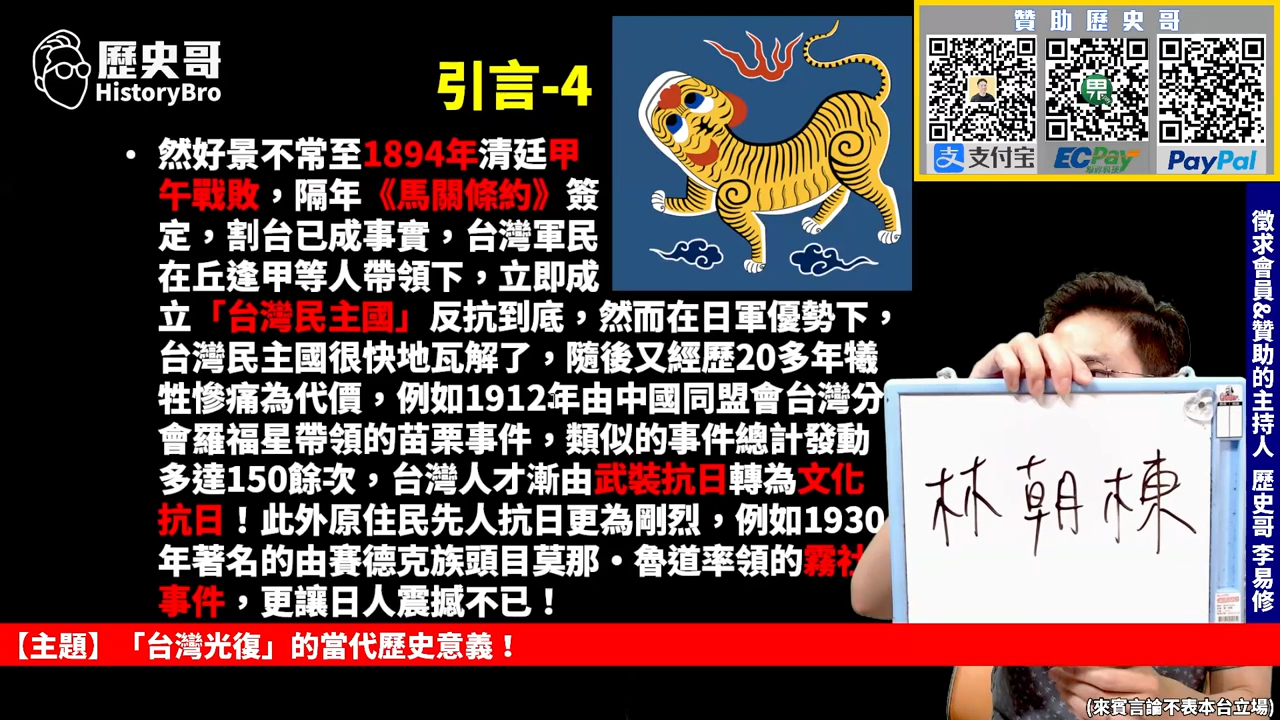 歷史哥
HistoryBro
引言-4
• 然好景不常至1894年清廷甲
午戰敗，隔年《馬關條約》簽
定，割台已成事實，台灣軍民
在丘逢甲等人帶領下，立即成
立「台灣民主國」反抗到底，然而在日軍優勢下，
台灣民主國很快地瓦解了，隨後又經歷20多年犧
牲慘痛為代價，例如1912年由中國同盟會台灣分
會羅福星帶領的苗栗事件，類似的事件總計發動
多達150餘次，台灣人才漸由武裝抗日轉為文化
抗日！此外原住民先人抗日更為剛烈，例如1930
年著名的由賽德克族頭目莫那・魯道率領的霧社
事件，更讓日人震撼不已！
贊助歷史哥
支付宝
ECPay
PayPal
徵求會員&贊助的主持人 歷史哥 李易修
林朝棟
【主題】「台灣光復」的當代歷史意義！
(來賓言論不表本台立場)